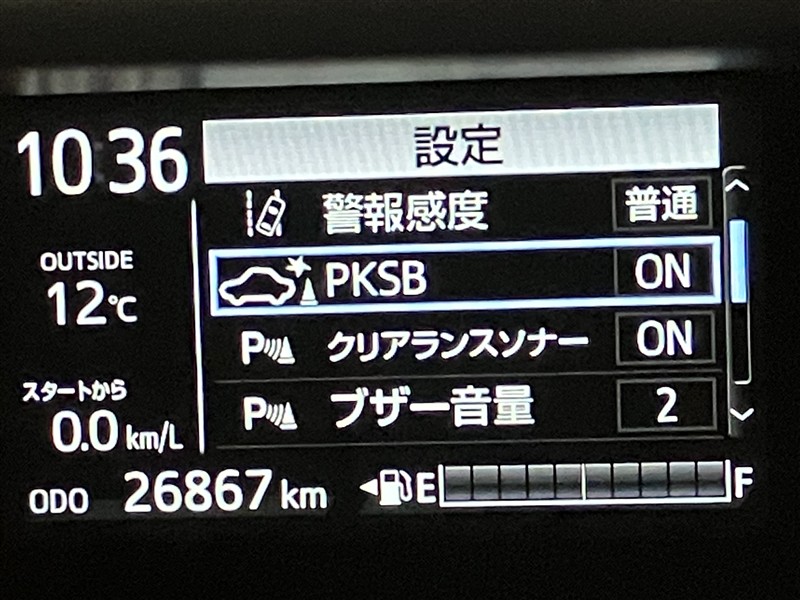 10:36
設定
警報感度 普通
OUTSIDE
12℃
PKSB ON
P クリアランスソナー ON
スタートから
0.0 km/L
P ブザー音量 2
ODO 26867 km
E F